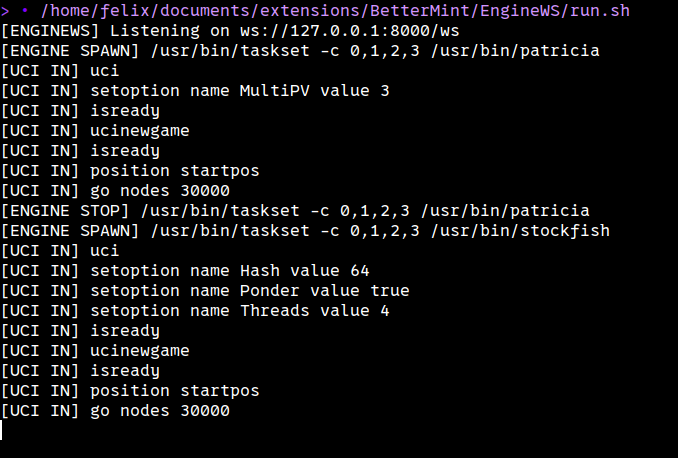 > • /home/felix/documents/extensions/BetterMint/EngineWS/run.sh
[ENGINEWS] Listening on ws://127.0.0.1:8000/ws
[ENGINE SPAWN] /usr/bin/taskset -c 0,1,2,3 /usr/bin/patricia
[UCI IN] uci
[UCI IN] setoption name MultiPV value 3
[UCI IN] isready
[UCI IN] ucinewgame
[UCI IN] isready
[UCI IN] position startpos
[UCI IN] go nodes 30000
[ENGINE STOP] /usr/bin/taskset -c 0,1,2,3 /usr/bin/patricia
[ENGINE SPAWN] /usr/bin/taskset -c 0,1,2,3 /usr/bin/stockfish
[UCI IN] uci
[UCI IN] setoption name Hash value 64
[UCI IN] setoption name Ponder value true
[UCI IN] setoption name Threads value 4
[UCI IN] isready
[UCI IN] ucinewgame
[UCI IN] isready
[UCI IN] position startpos
[UCI IN] go nodes 30000